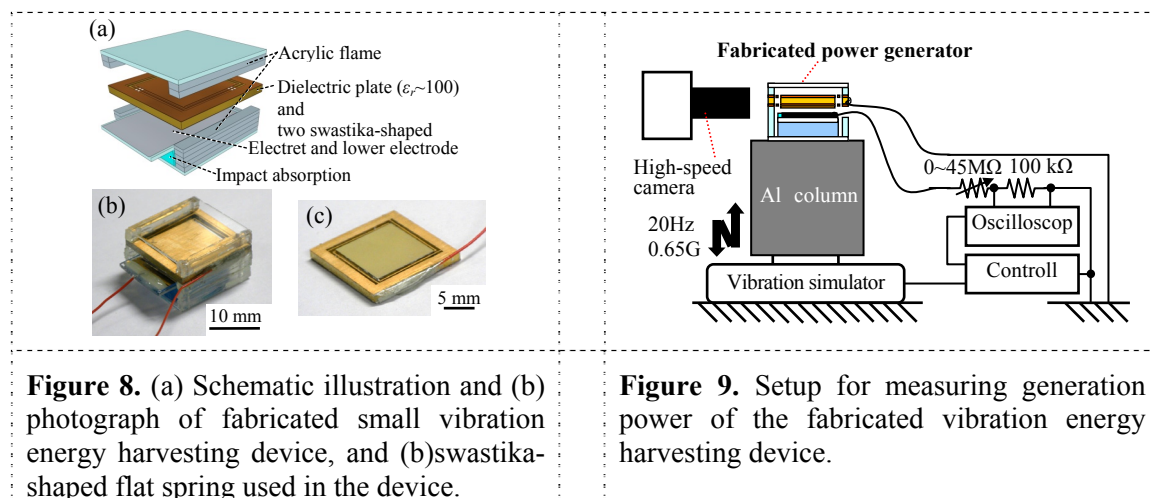 (a)
Acrylic flame
Dielectric plate (εr~100)
and
two swastika-shaped
Electret and lower electrode
Impact absorption
(b)
10 mm
(c)
5 mm
Figure 8. (a) Schematic illustration and (b)
photograph of fabricated small vibration
energy harvesting device, and (b)swastika-
shaped flat spring used in the device.
Fabricated power generator
High-speed
camera
0~45MΩ
100 kΩ
Al column
20Hz
0.65G
Oscilloscop
Controll
Vibration simulator
Figure 9. Setup for measuring generation
power of the fabricated vibration energy
harvesting device.